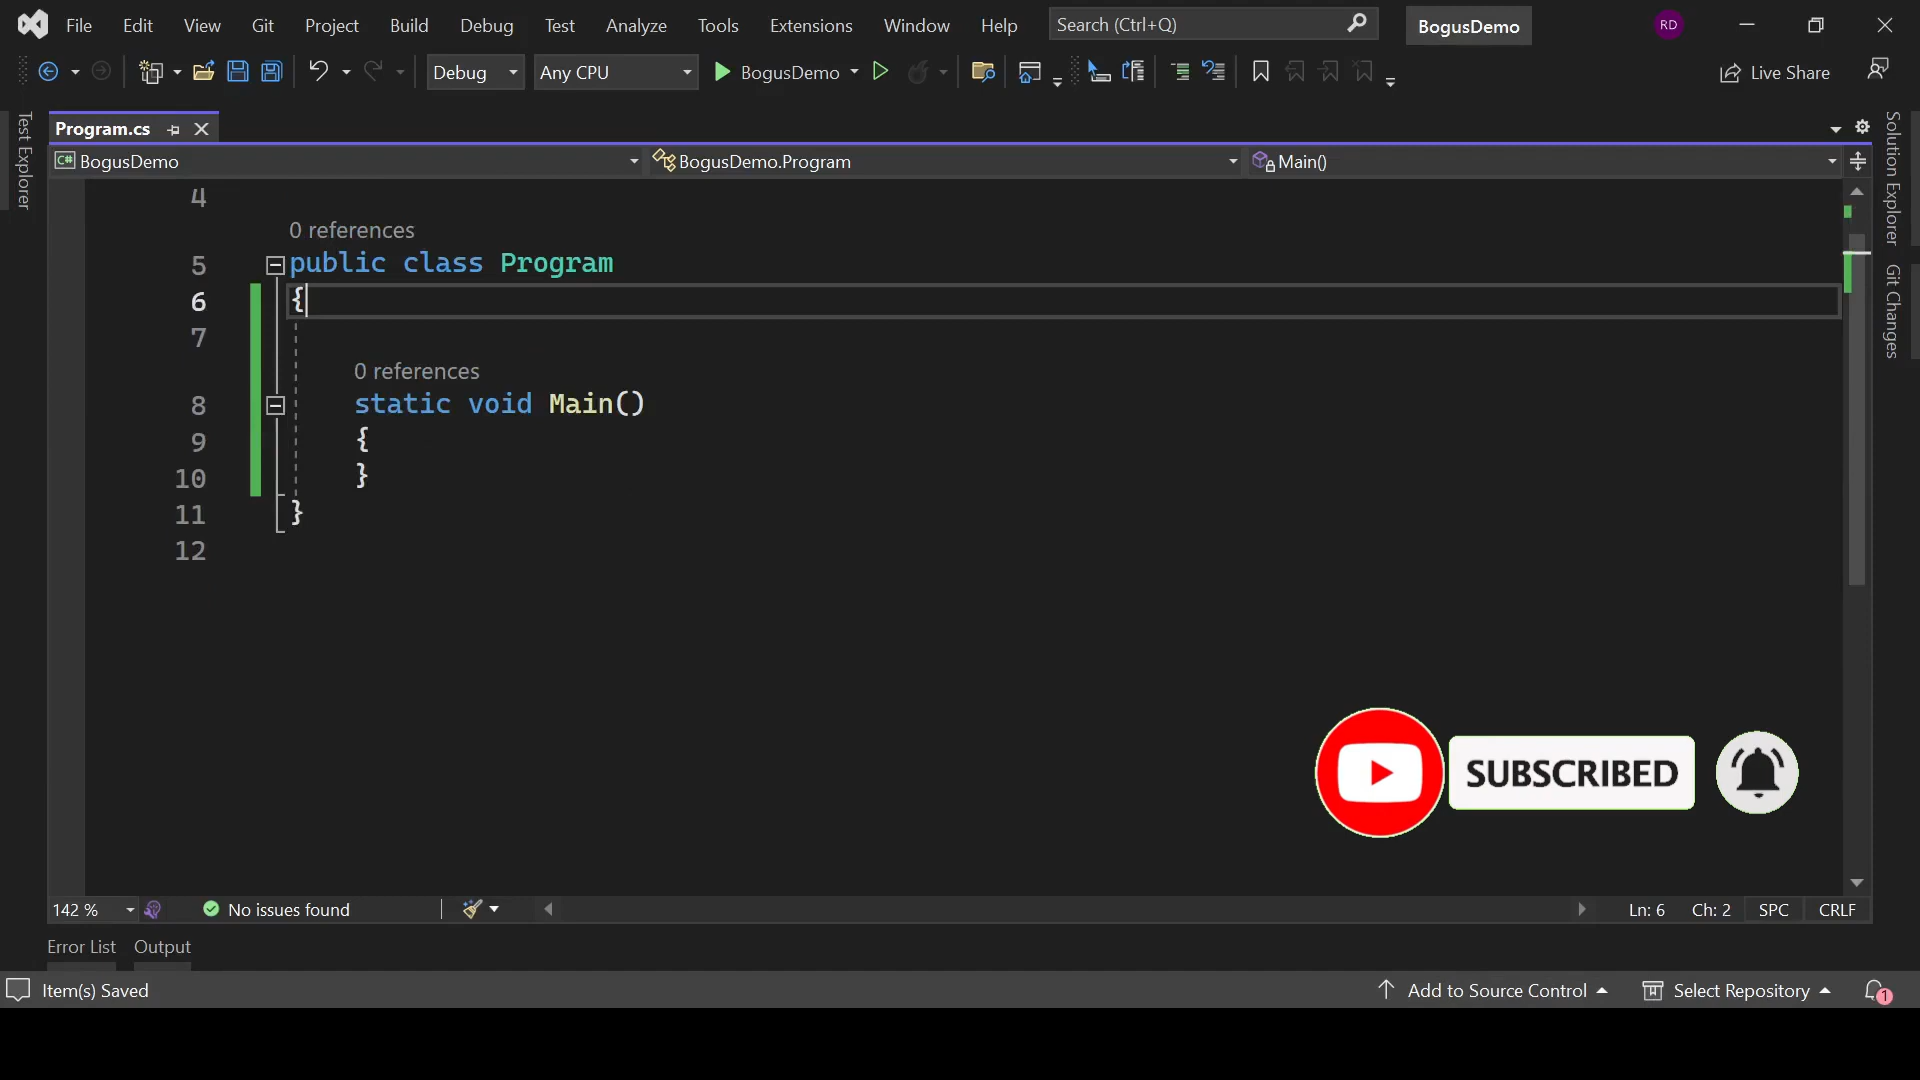 File Edit View Git Project Build Debug Test Analyze Tools Extensions Window Help Search (Ctrl+Q) BogusDemo RD
Debug Any CPU BogusDemo Live Share
Test Explorer
Program.cs
BogusDemo BogusDemo.Program Main()
4
0 references
5 public class Program
6 {
7
0 references
8 static void Main()
9 {
10 }
11 }
12
Solution Explorer
Git Changes
SUBSCRIBED
142 % No issues found Ln: 6 Ch: 2 SPC CRLF
Error List Output
Item(s) Saved Add to Source Control Select Repository 1